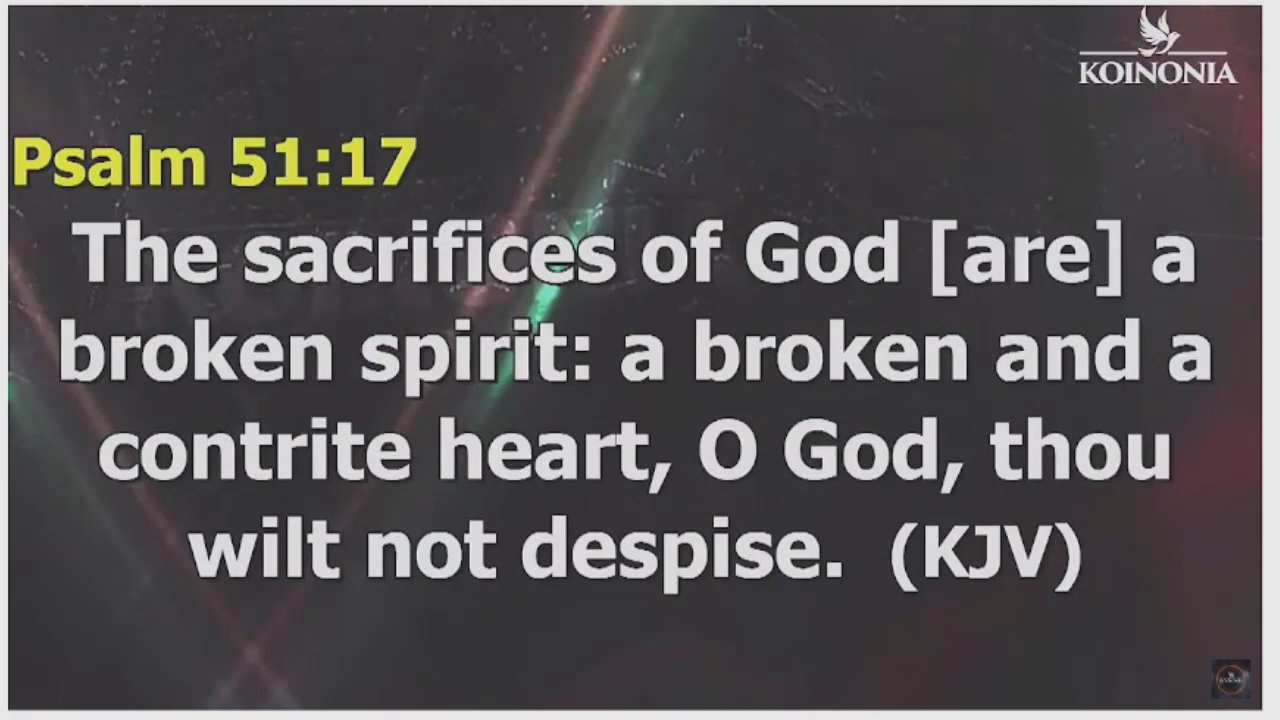 KOINONIA
Psalm 51:17
The sacrifices of God [are] a
broken spirit: a broken and a
contrite heart, O God, thou
wilt not despise.  (KJV)